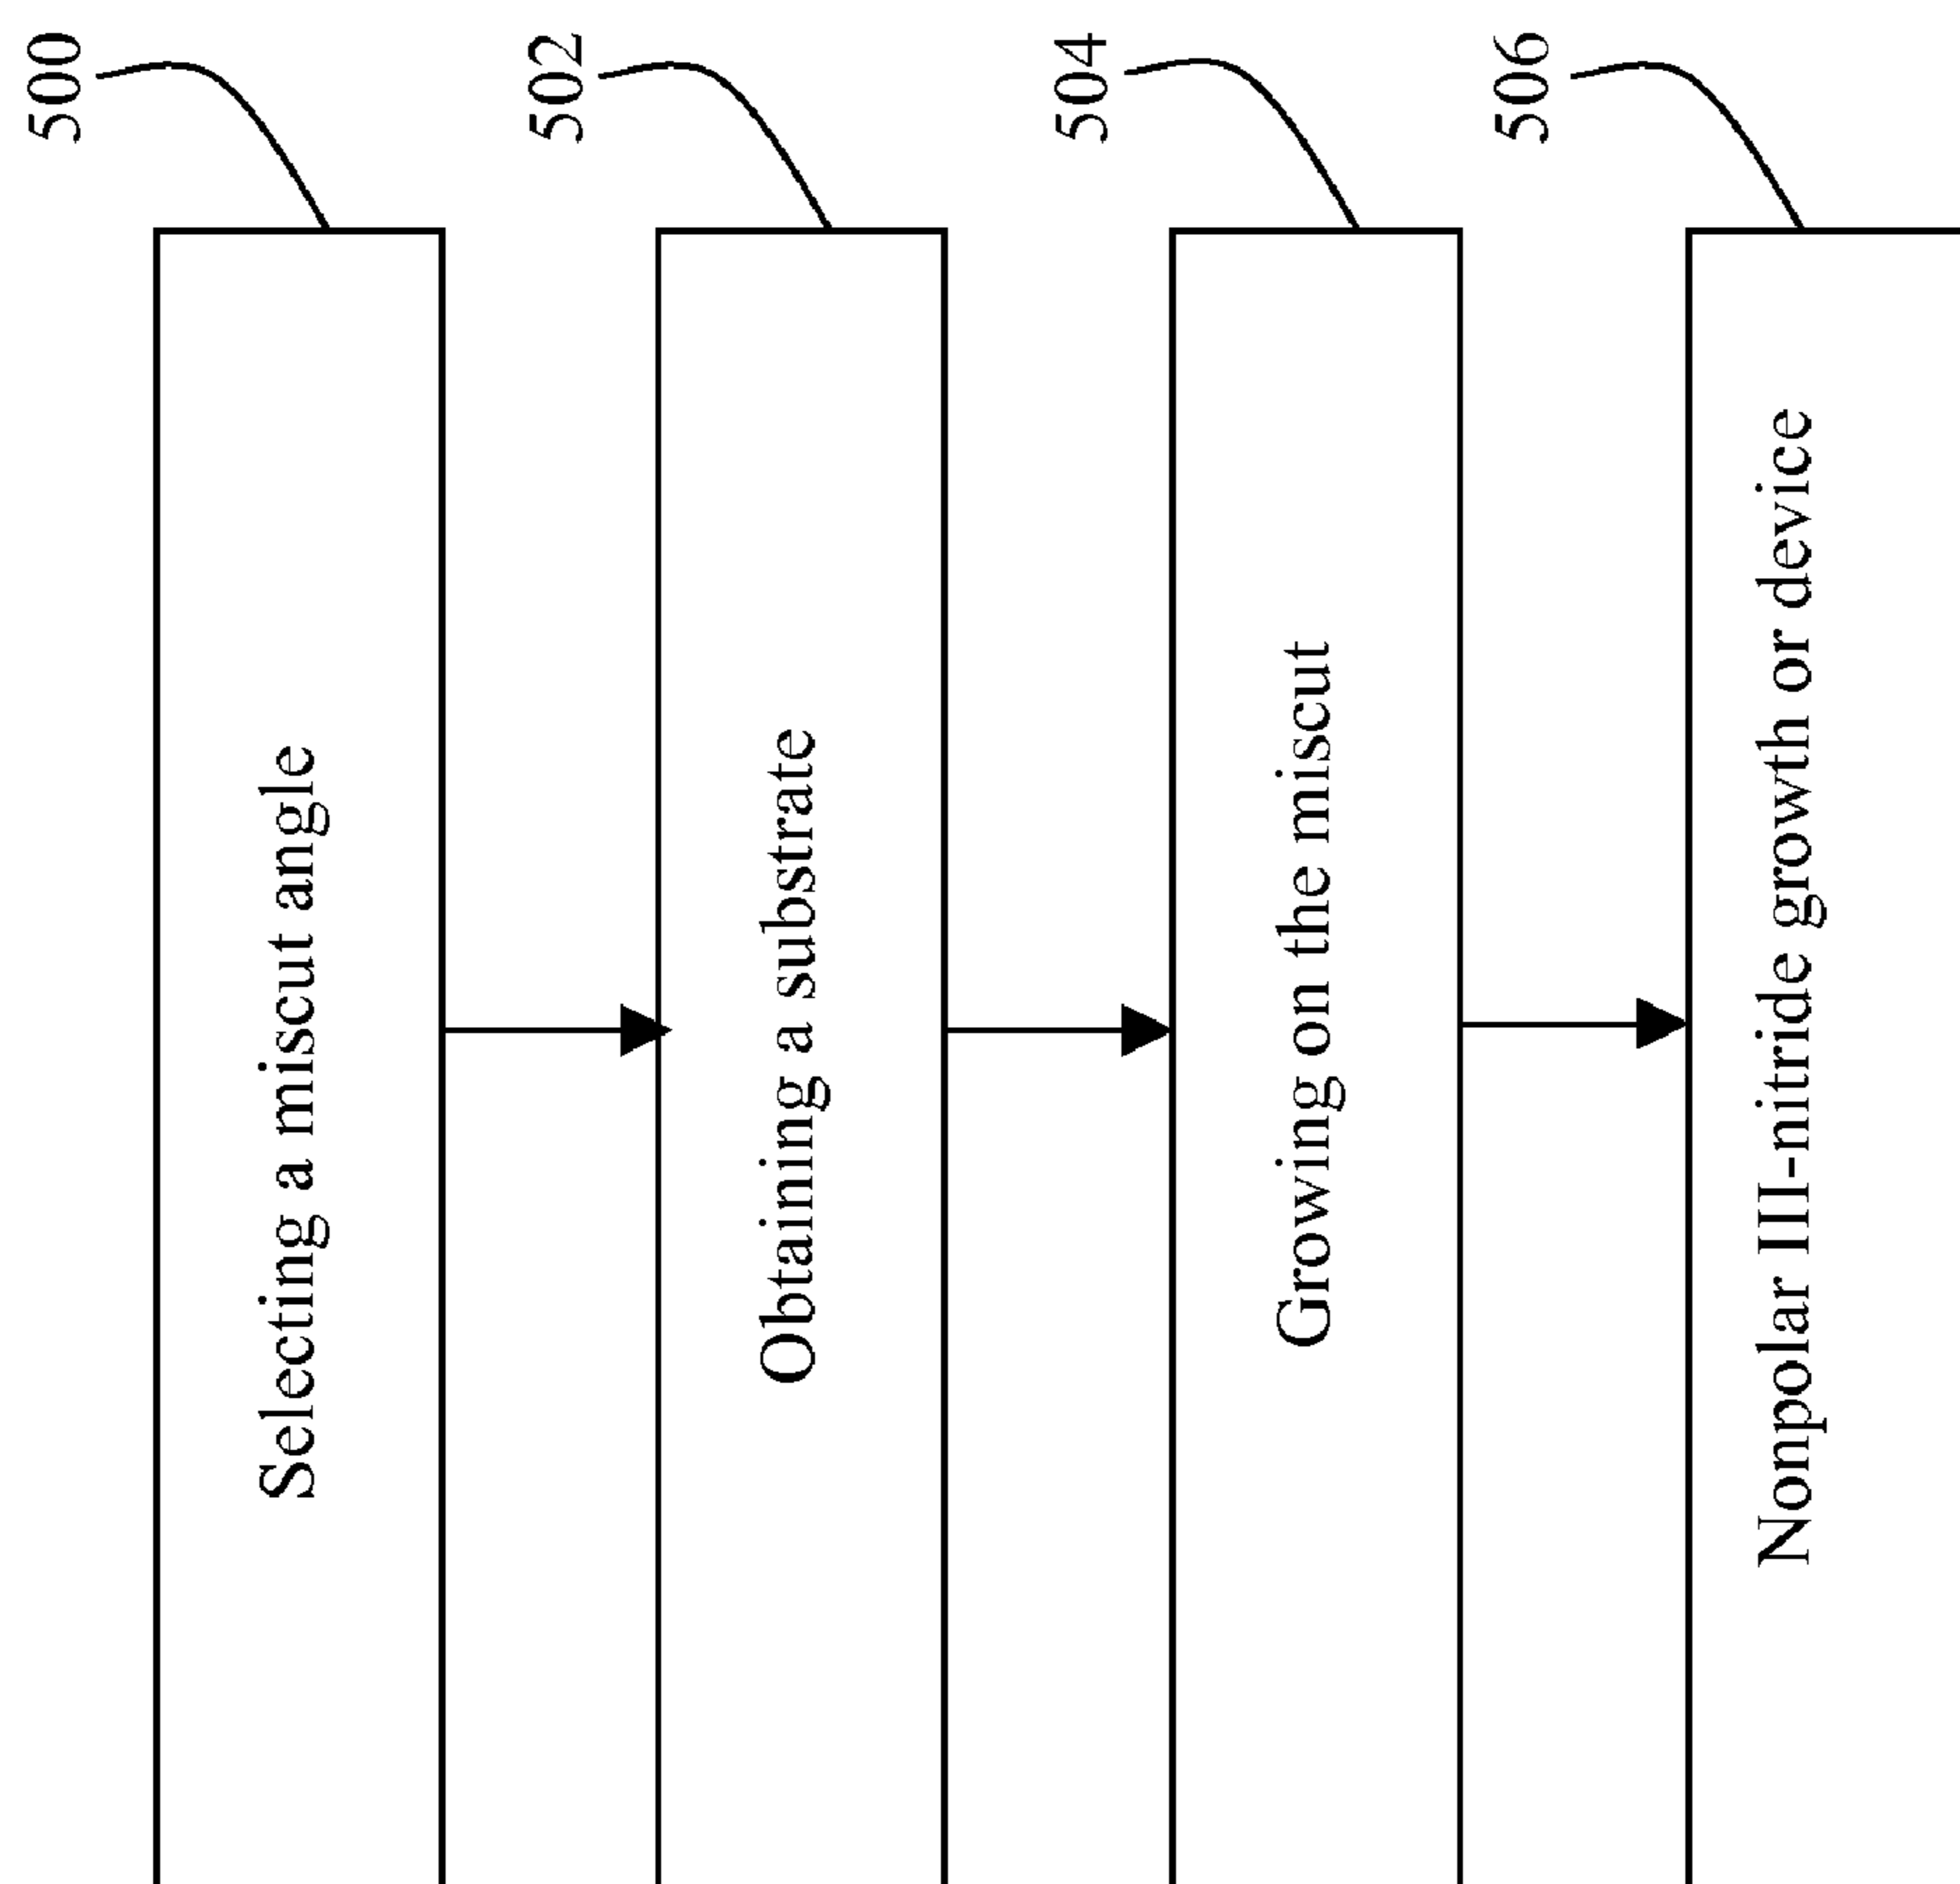 500
Selecting a miscut angle
502
Obtaining a substrate
504
Growing on the miscut
506
Nonpolar III-nitride growth or device